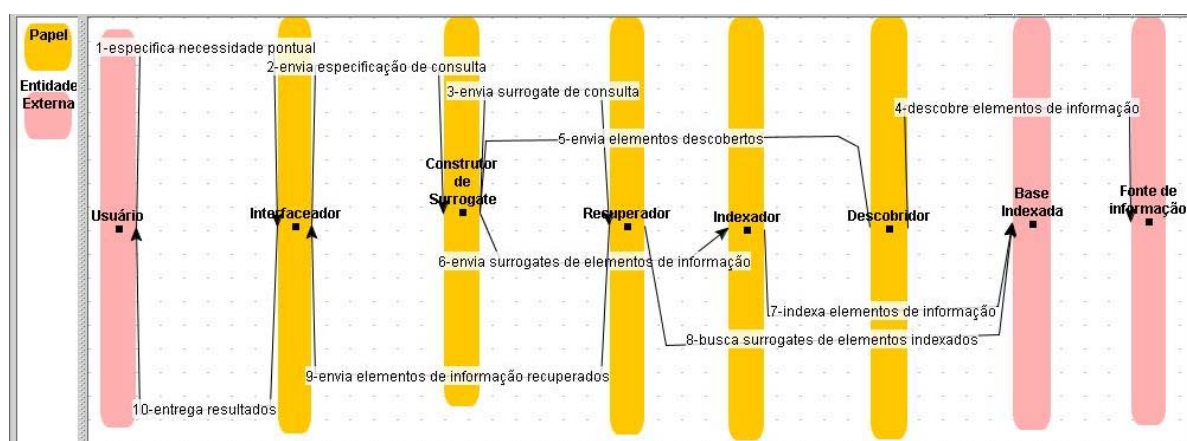 Papel
Entidade
Externa
1-especifica necessidade pontual
2-envia especificação de consulta
3-envia surrogate de consulta
4-descobre elementos de informação
5-envia elementos descobertos
Construtor
de
Surrogate
Usuário
Interfaceador
Recuperador
Indexador
Descobridor
Base
Indexada
Fonte de
informação
6-envia surrogates de elementos de informação
7-indexa elementos de informação
8-busca surrogates de elementos indexados
9-envia elementos de informação recuperados
10-entrega resultados